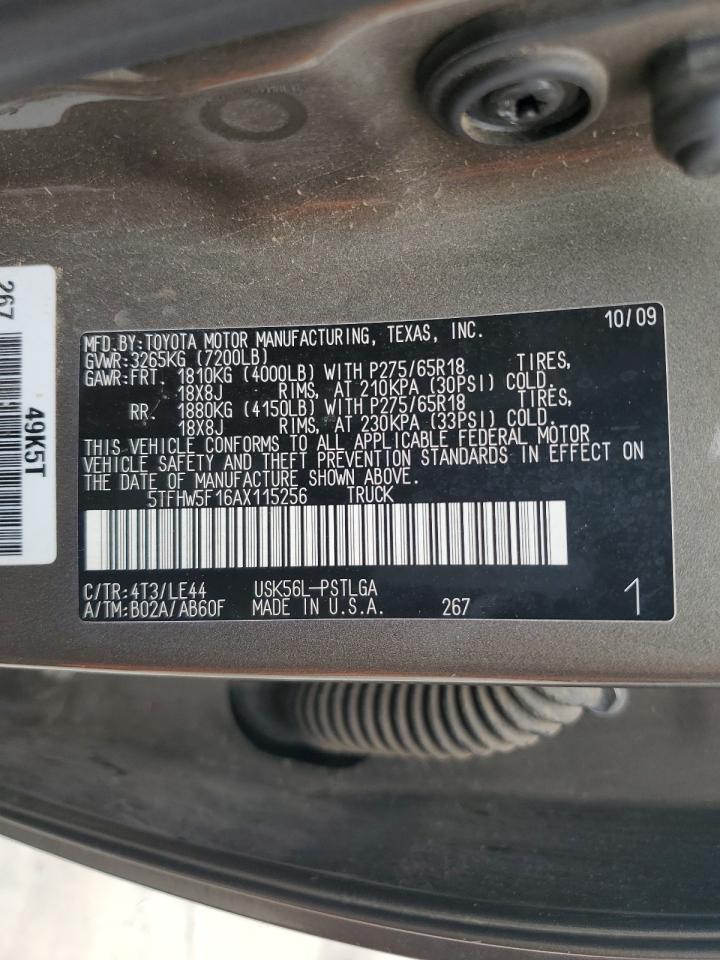 MFD.BY:TOYOTA MOTOR MANUFACTURING, TEXAS, INC. 10/09
GVWR:3265KG (7200LB)
GAWR:FRT. 1810KG (4000LB) WITH P275/65R18 TIRES,
18X8J RIMS, AT 210KPA (30PSI) COLD.
RR. 1880KG (4150LB) WITH P275/65R18 TIRES,
18X8J RIMS, AT 230KPA (33PSI) COLD.
THIS VEHICLE CONFORMS TO ALL APPLICABLE FEDERAL MOTOR
VEHICLE SAFETY AND THEFT PREVENTION STANDARDS IN EFFECT ON
THE DATE OF MANUFACTURE SHOWN ABOVE.
5TFHW5F16AX115256 TRUCK
C/TR:4T3/LE44 USK56L-PSTLGA
A/TM:B02A/AB60F MADE IN U.S.A. 267 1
267
49K5T